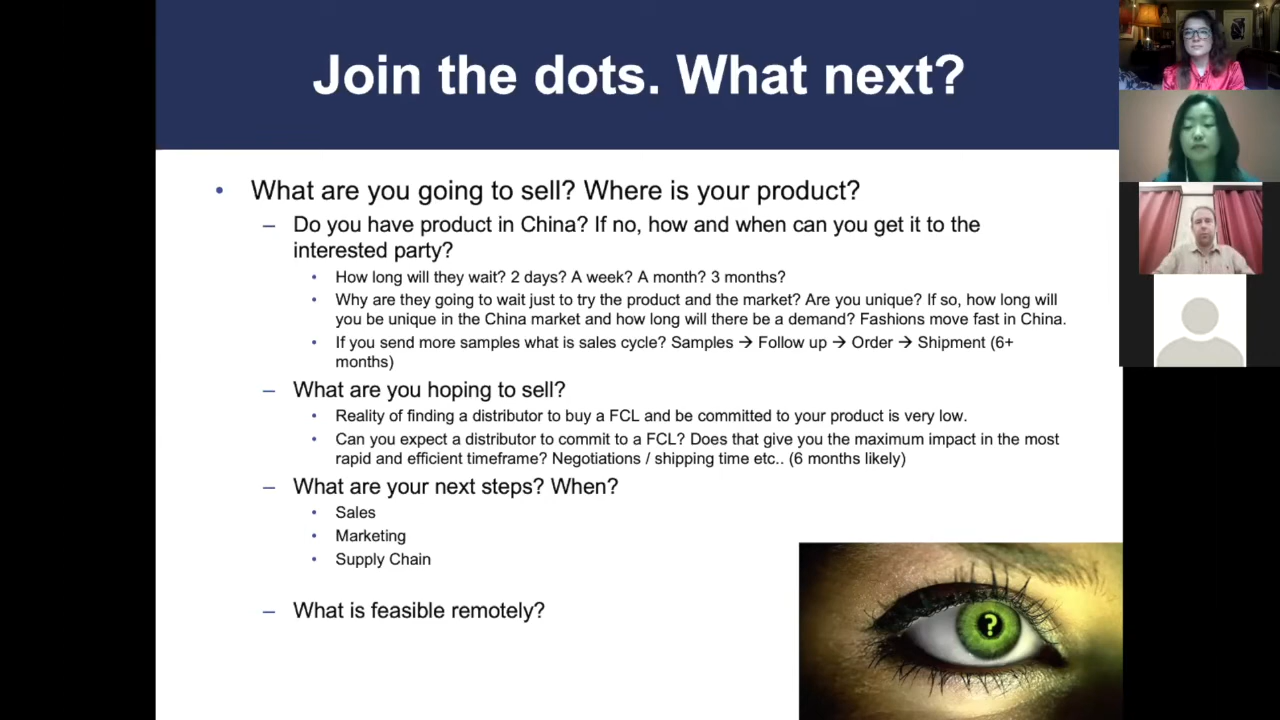 Join the dots. What next?
• What are you going to sell? Where is your product?
– Do you have product in China? If no, how and when can you get it to the
interested party?
• How long will they wait? 2 days? A week? A month? 3 months?
• Why are they going to wait just to try the product and the market? Are you unique? If so, how long will
you be unique in the China market and how long will there be a demand? Fashions move fast in China.
• If you send more samples what is sales cycle? Samples → Follow up → Order → Shipment (6+
months)
– What are you hoping to sell?
• Reality of finding a distributor to buy a FCL and be committed to your product is very low.
• Can you expect a distributor to commit to a FCL? Does that give you the maximum impact in the most
rapid and efficient timeframe? Negotiations / shipping time etc.. (6 months likely)
– What are your next steps? When?
• Sales
• Marketing
• Supply Chain
– What is feasible remotely?
?